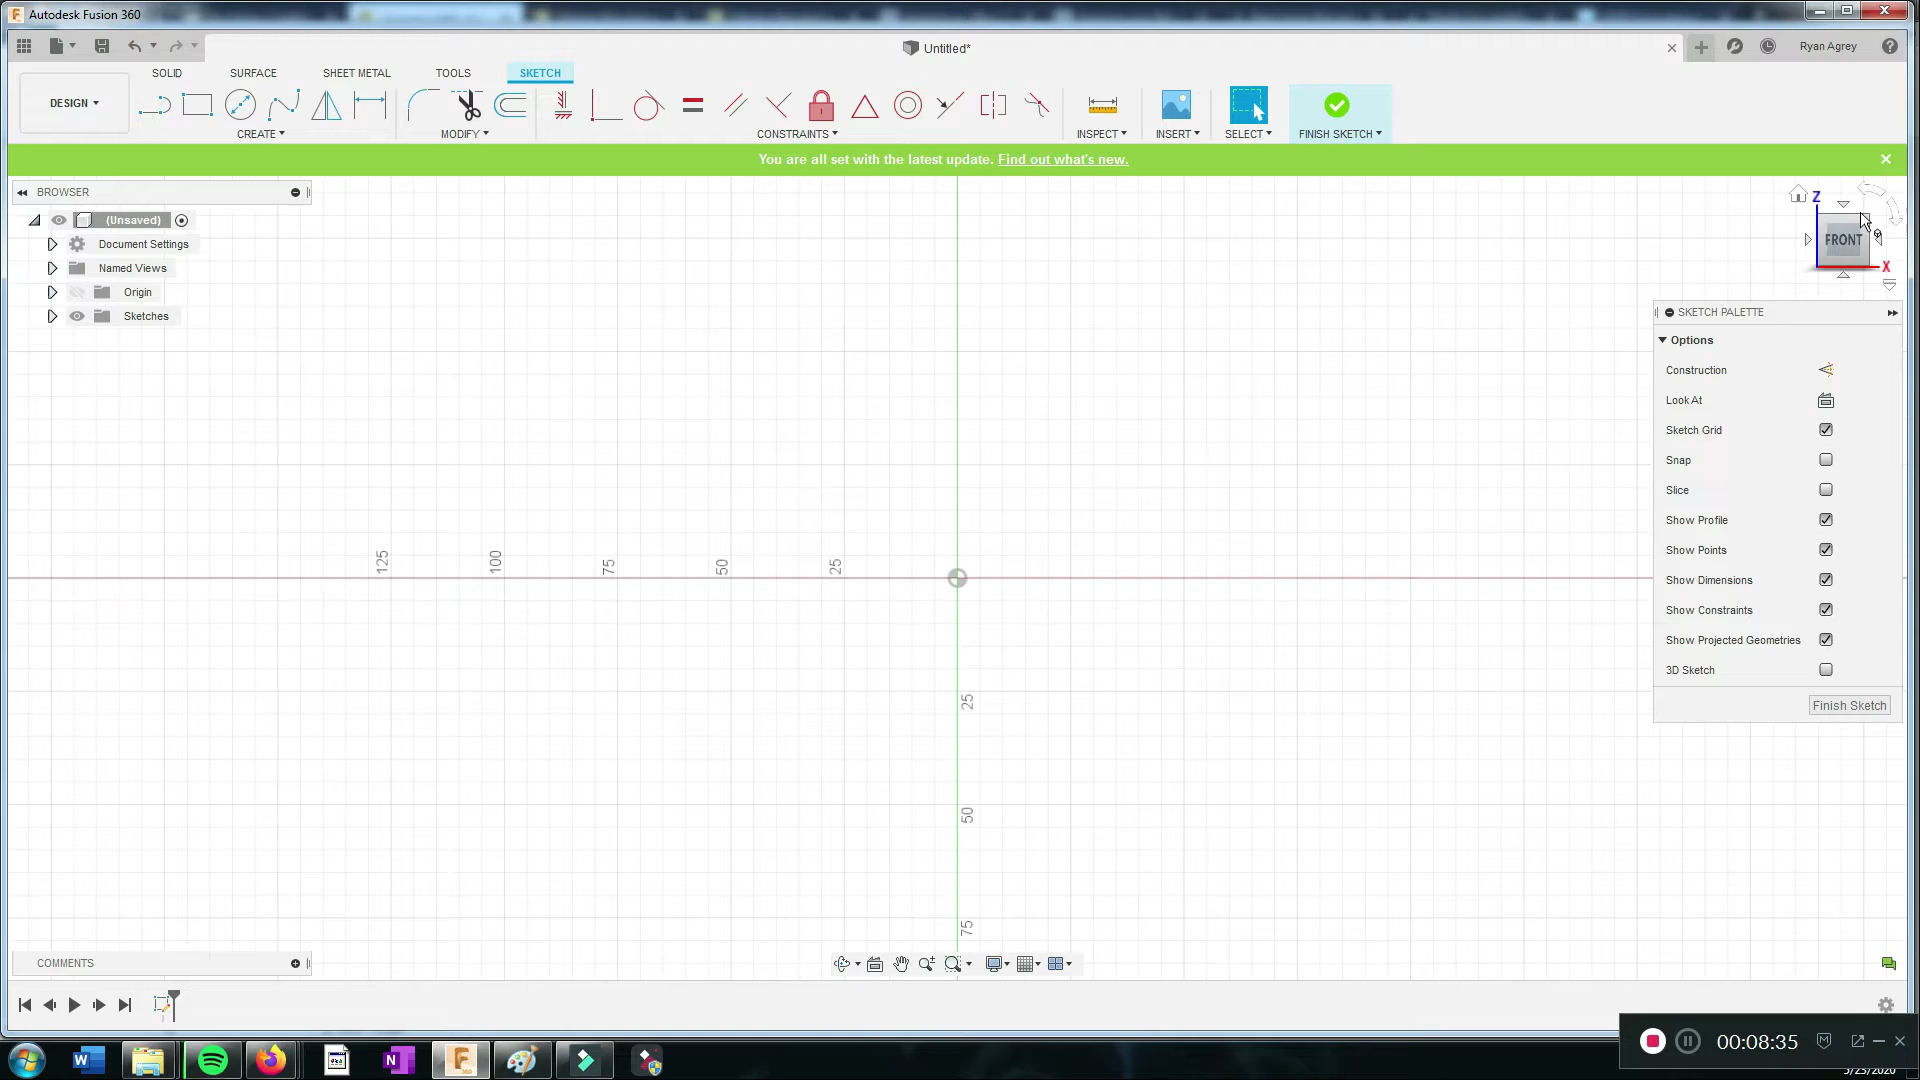 Autodesk Fusion 360
Untitled*
Ryan Agrey
SOLID
SURFACE
SHEET METAL
TOOLS
SKETCH
DESIGN
CREATE
MODIFY
CONSTRAINTS
INSPECT
INSERT
SELECT
FINISH SKETCH
You are all set with the latest update. Find out what's new.
BROWSER
(Unsaved)
Document Settings
Named Views
Origin
Sketches
Z
FRONT
X
SKETCH PALETTE
Options
Construction
Look At
Sketch Grid
Snap
Slice
Show Profile
Show Points
Show Dimensions
Show Constraints
Show Projected Geometries
3D Sketch
Finish Sketch
125
100
75
50
25
25
50
75
COMMENTS
00:08:35
5/23/2020